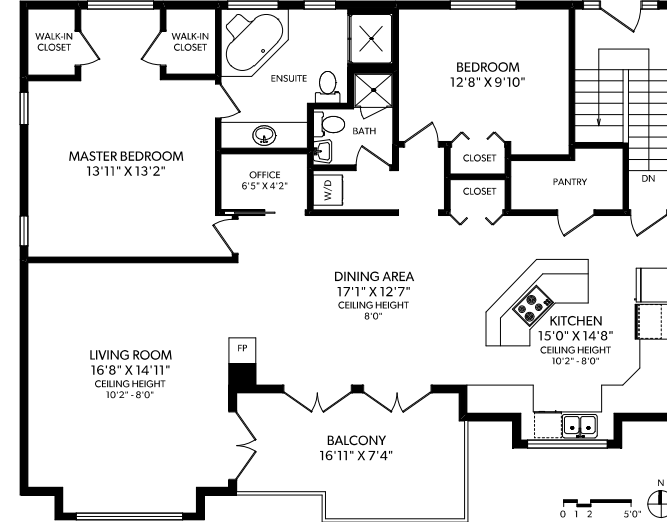 WALK-IN
CLOSET
WALK-IN
CLOSET
ENSUITE
BEDROOM
12'8" X 9'10"
BATH
MASTER BEDROOM
13'11" X 13'2"
OFFICE
6'5" X 4'2"
W/D
CLOSET
CLOSET
PANTRY
DN
DINING AREA
17'1" X 12'7"
CEILING HEIGHT
8'0"
KITCHEN
15'0" X 14'8"
CEILING HEIGHT
10'2" - 8'0"
FP
LIVING ROOM
16'8" X 14'11"
CEILING HEIGHT
10'2" - 8'0"
BALCONY
16'11" X 7'4"
N
0 1 2 5'0"